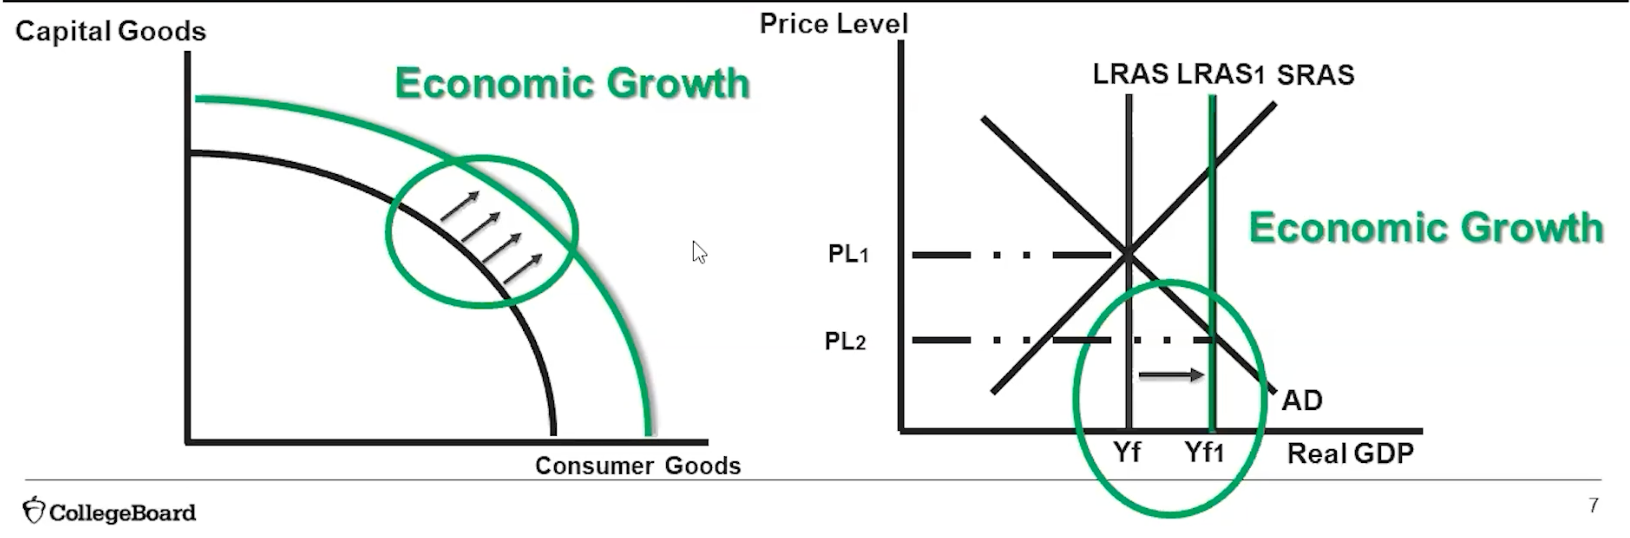 Capital Goods
Economic Growth
Consumer Goods
Price Level
LRAS LRAS1 SRAS
Economic Growth
PL1
PL2
AD
Yf Yf1 Real GDP
CollegeBoard
7